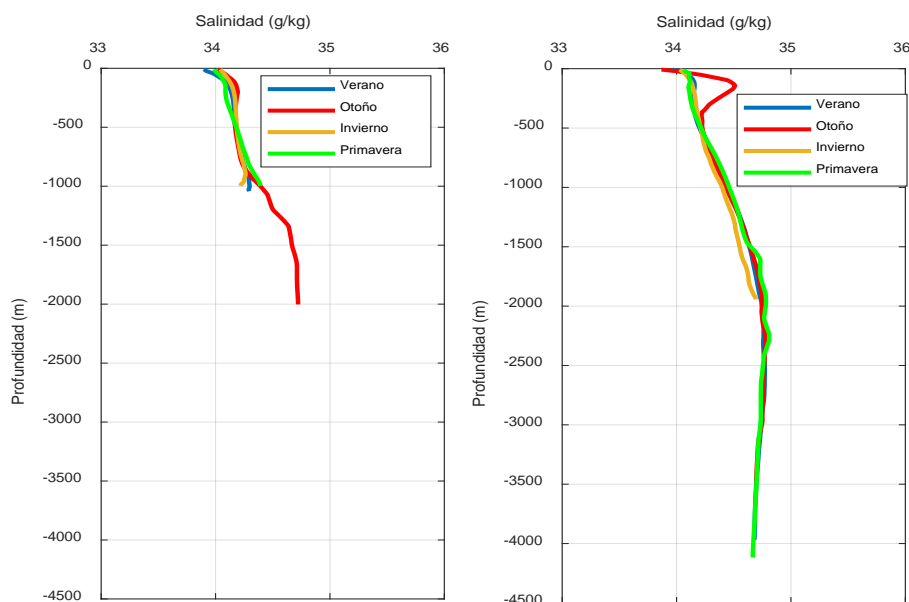 Salinidad (g/kg)
33 34 35 36
0
-500
-1000
-1500
-2000
-2500
-3000
-3500
-4000
-4500
Profundidad (m)
Verano
Otoño
Invierno
Primavera
Salinidad (g/kg)
33 34 35 36
0
-500
-1000
-1500
-2000
-2500
-3000
-3500
-4000
-4500
Profundidad (m)
Verano
Otoño
Invierno
Primavera